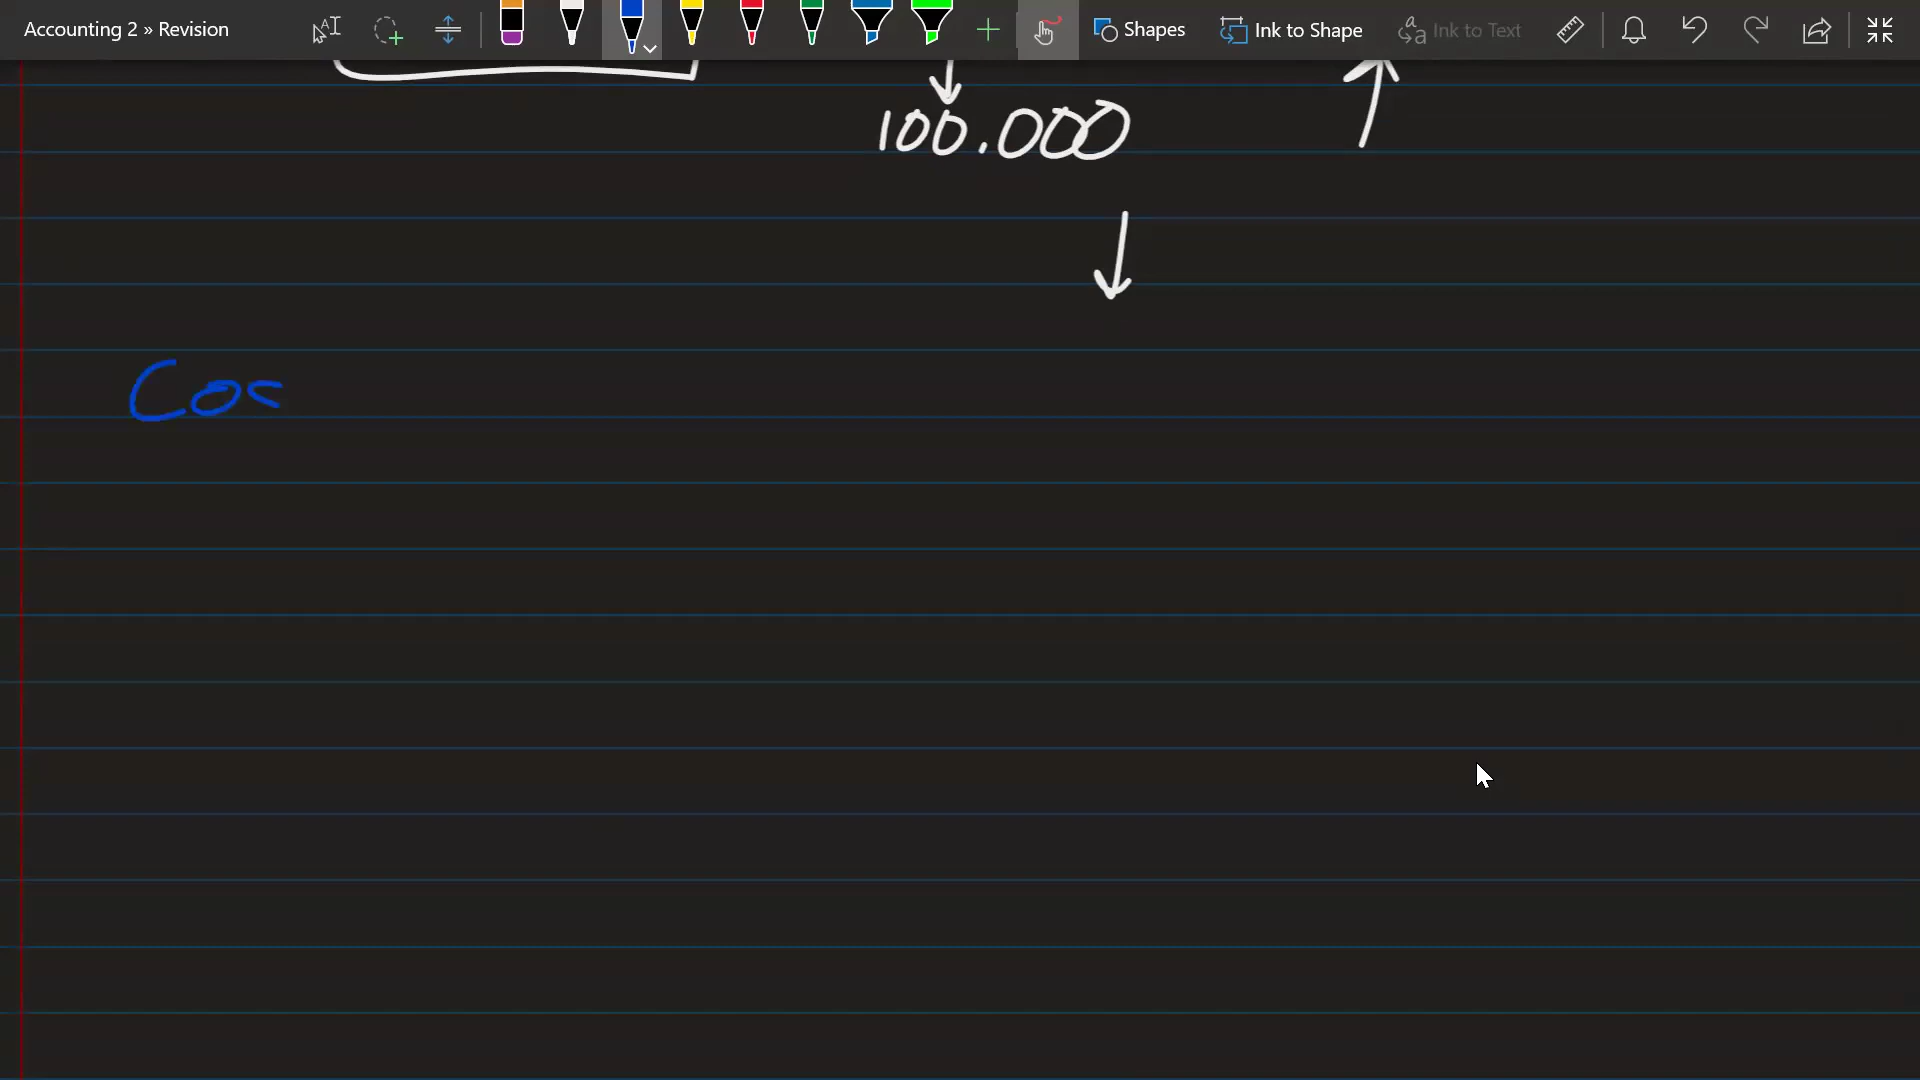 Accounting 2 » Revision Shapes Ink to Shape Ink to Text
100.000
Cos